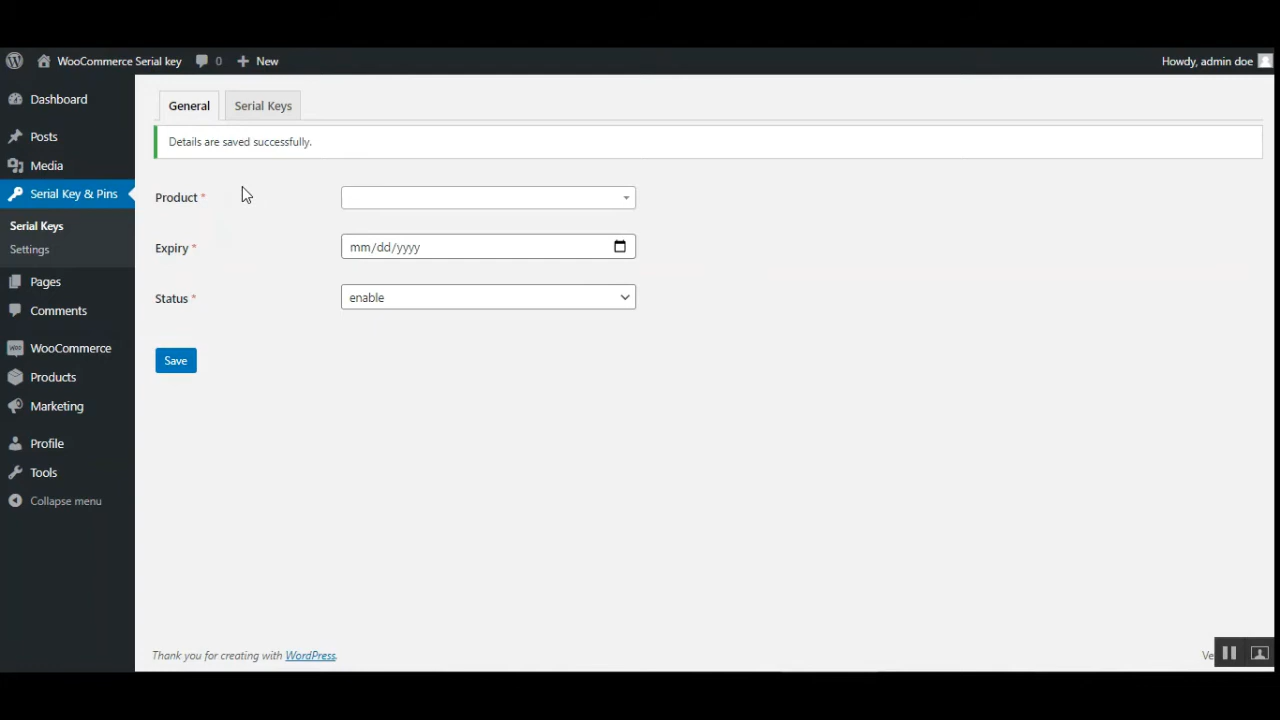 WooCommerce Serial key 0 New Howdy, admin doe
Dashboard
Posts
Media
Serial Key & Pins
Serial Keys
Settings
Pages
Comments
WooCommerce
Products
Marketing
Profile
Tools
Collapse menu
General Serial Keys
Details are saved successfully.
Product *
Expiry * mm/dd/yyyy
Status * enable
Save
Thank you for creating with WordPress.